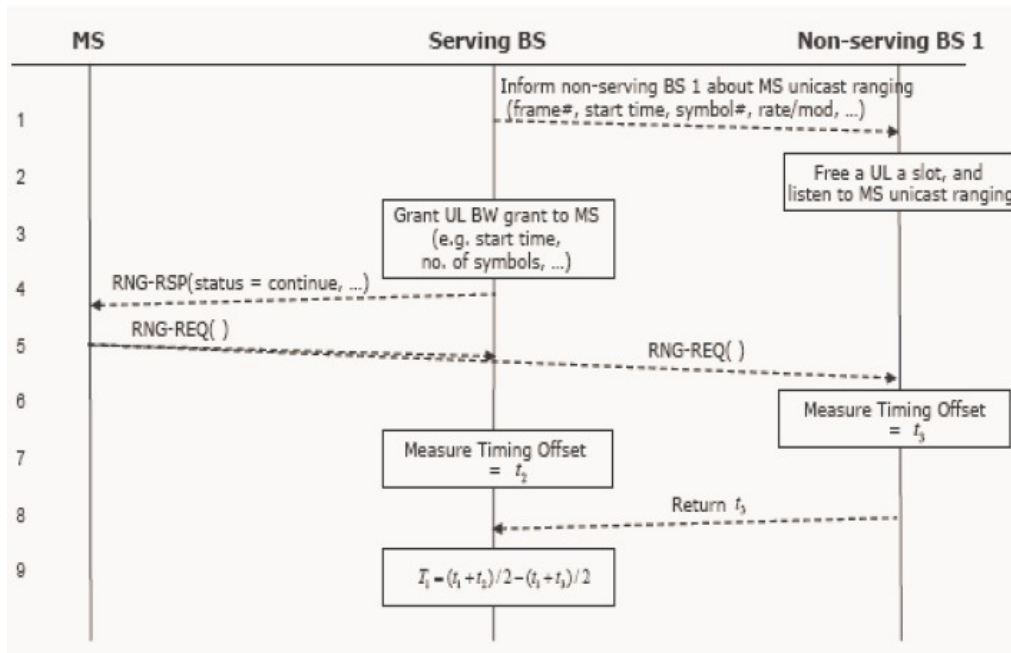 MS Serving BS Non-serving BS 1
Inform non-serving BS 1 about MS unicast ranging
(frame#, start time, symbol#, rate/mod, ...)
1
2
Free a UL a slot, and
listen to MS unicast ranging
Grant UL BW grant to MS
(e.g. start time,
no. of symbols, ...)
3
4
RNG-RSP(status = continue, ...)
RNG-REQ( )
5
RNG-REQ( )
6
Measure Timing Offset
= t₃
7
Measure Timing Offset
= t₂
8
Return t₃
9
T₁ = (t₁ + t₂) / 2 − (t₁ + t₃) / 2